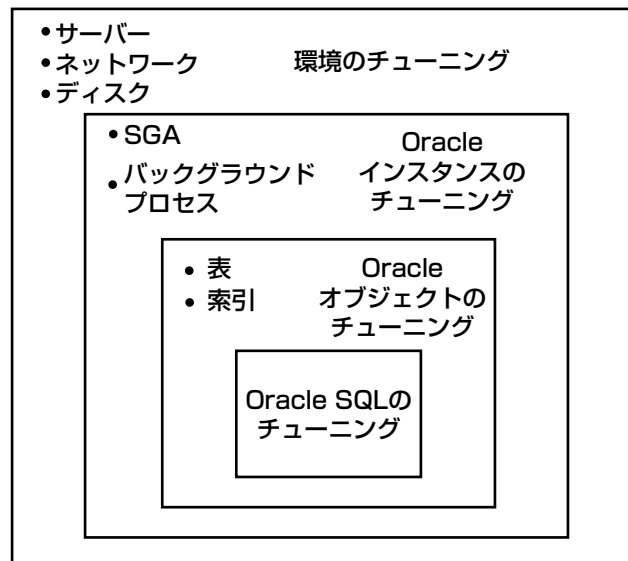 •サーバー
•ネットワーク
•ディスク
環境のチューニング
•SGA
•バックグラウンド
プロセス
Oracle
インスタンスの
チューニング
• 表
• 索引
Oracle
オブジェクトの
チューニング
Oracle SQLの
チューニング